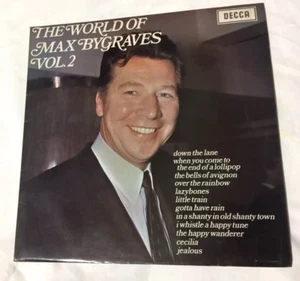 THE WORLD OF
MAX BYGRAVES
VOL.2
DECCA
down the lane
when you come to
the end of a lollipop
the bells of avignon
over the rainbow
lazybones
little train
gotta have rain
in a shanty in old shanty town
i whistle a happy tune
the happy wanderer
cecilia
jealous